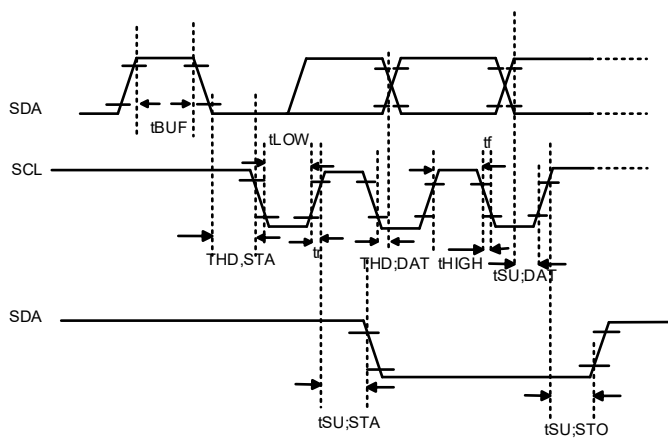 SDA
tBUF
tLOW
tf
SCL
THD,STA
tr
THD;DAT
tHIGH
tSU;DAT
SDA
tSU;STA
tSU;STO